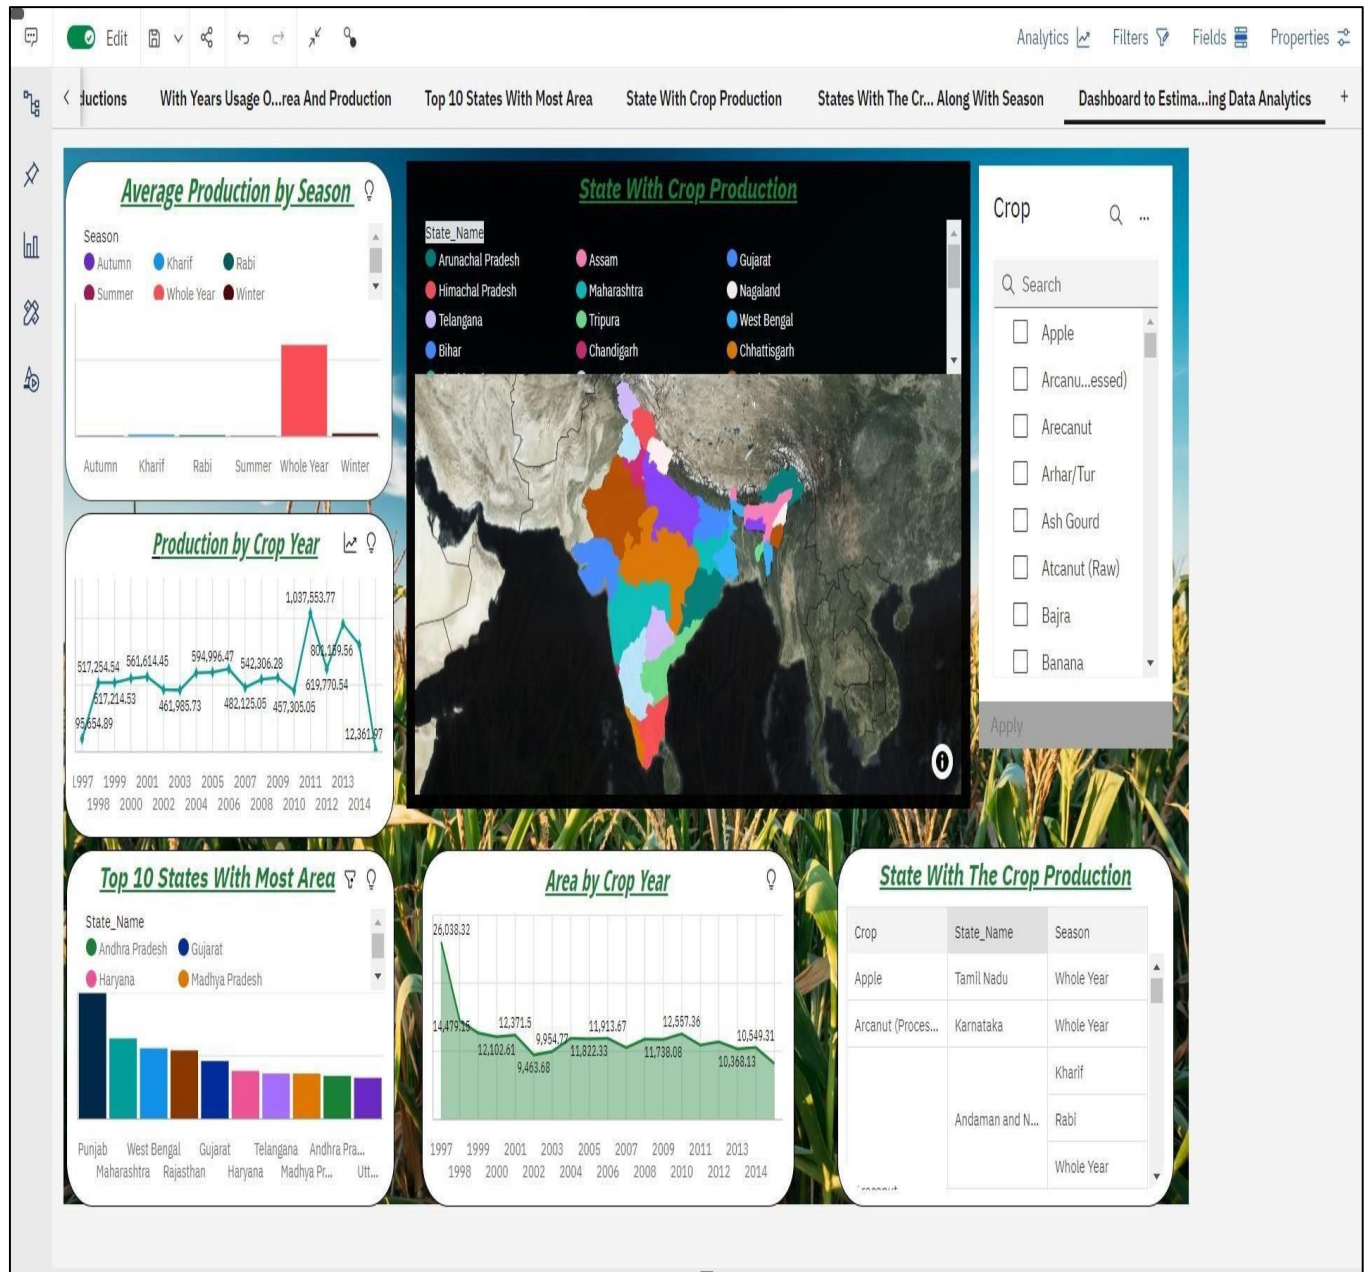 Edit
Analytics Filters Fields Properties
ductions With Years Usage O...rea And Production Top 10 States With Most Area State With Crop Production States With The Cr... Along With Season Dashboard to Estima...ing Data Analytics +
Average Production by Season
Season
Autumn Kharif Rabi
Summer Whole Year Winter
Autumn Kharif Rabi Summer Whole Year Winter
State With Crop Production
State_Name
Arunachal Pradesh Assam Gujarat
Himachal Pradesh Maharashtra Nagaland
Telangana Tripura West Bengal
Bihar Chandigarh Chhattisgarh
Crop
...
Search
Apple
Arcanu...essed)
Arecanut
Arhar/Tur
Ash Gourd
Atcanut (Raw)
Bajra
Banana
Apply
Production by Crop Year
1,037,553.77
517,254.54 561,614.45 594,996.47 542,306.28 801,139.56
517,214.53 461,985.73 482,125.05 457,305.05 619,770.54
95,654.89
12,361.97
1997 1999 2001 2003 2005 2007 2009 2011 2013
1998 2000 2002 2004 2006 2008 2010 2012 2014
Top 10 States With Most Area
State_Name
Andhra Pradesh Gujarat
Haryana Madhya Pradesh
Punjab West Bengal Gujarat Telangana Andhra Pra...
Maharashtra Rajasthan Haryana Madhya Pr... Utt...
Area by Crop Year
26,038.32
14,479.15 12,371.5 9,954.77 11,913.67 12,557.36 10,549.31
12,102.61 9,463.68 11,822.33 11,738.08 10,368.13
1997 1999 2001 2003 2005 2007 2009 2011 2013
1998 2000 2002 2004 2006 2008 2010 2012 2014
State With The Crop Production
Crop State_Name Season
Apple Tamil Nadu Whole Year
Arcanut (Proces... Karnataka Whole Year
Kharif
Andaman and N... Rabi
Whole Year